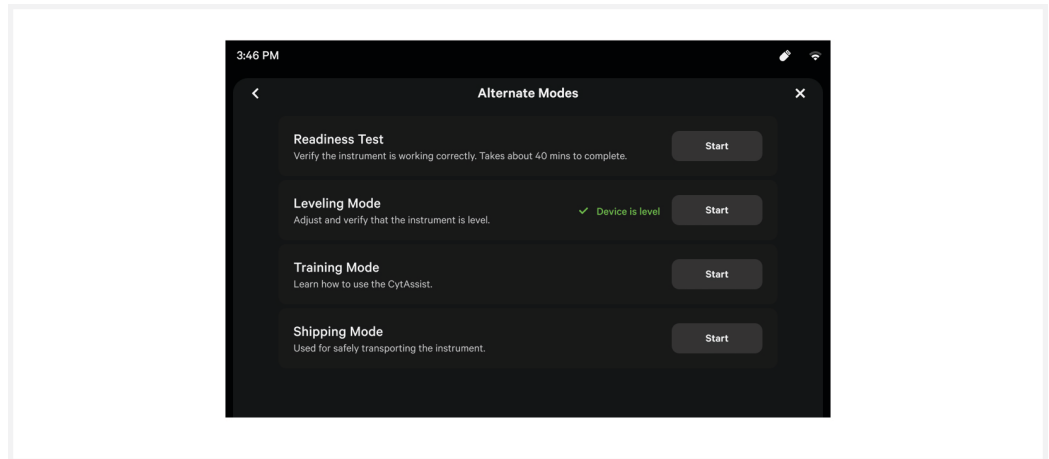 3:46 PM
Alternate Modes
Readiness Test
Verify the instrument is working correctly. Takes about 40 mins to complete.
Start
Leveling Mode
Adjust and verify that the instrument is level.
Device is level
Start
Training Mode
Learn how to use the CytAssist.
Start
Shipping Mode
Used for safely transporting the instrument.
Start